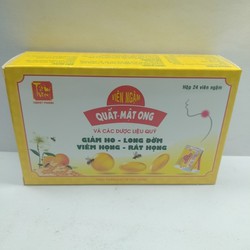 Hộp 24 viên ngậm
VIÊN NGẬM
QUẤT-MẬT ONG
VÀ CÁC DƯỢC LIỆU QUÝ
GIẢM HO - LONG ĐỜM
VIÊM HỌNG - RÁT HỌNG